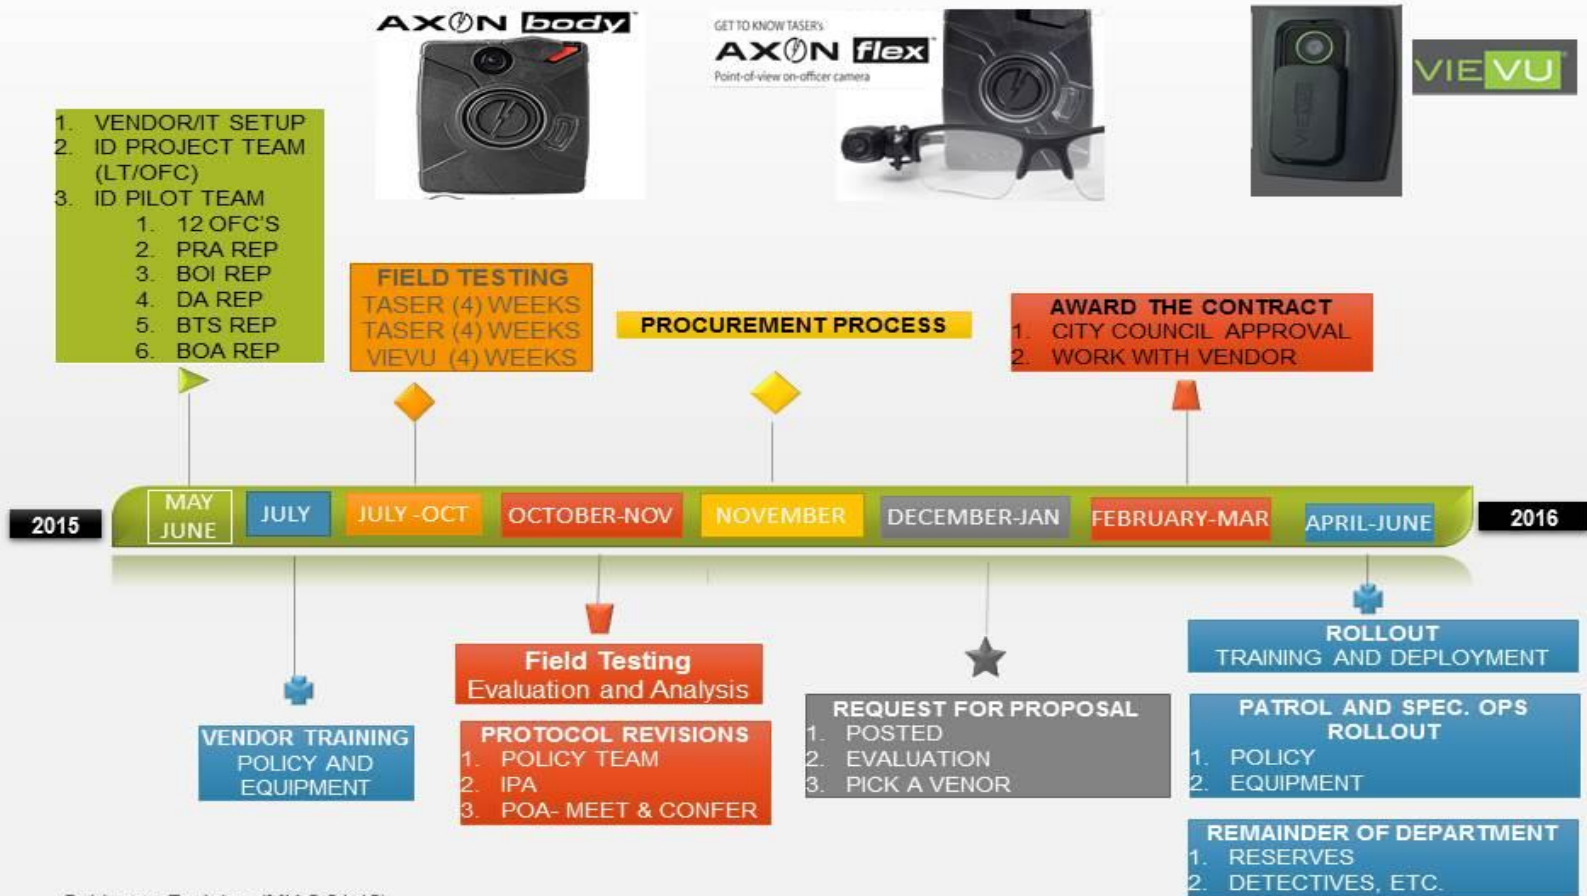 AXON body
GET TO KNOW TASER's
AXON flex
Point-of-view on-officer camera
VIEVU
VIEVU
1. VENDOR/IT SETUP
2. ID PROJECT TEAM
(LT/OFC)
3. ID PILOT TEAM
1. 12 OFC'S
2. PRA REP
3. BOI REP
4. DA REP
5. BTS REP
6. BOA REP
FIELD TESTING
TASER (4) WEEKS
TASER (4) WEEKS
VIEVU (4) WEEKS
PROCUREMENT PROCESS
AWARD THE CONTRACT
1. CITY COUNCIL APPROVAL
2. WORK WITH VENDOR
2015
MAY
JUNE
JULY
JULY-OCT
OCTOBER-NOV
NOVEMBER
DECEMBER-JAN
FEBRUARY-MAR
APRIL-JUNE
2016
VENDOR TRAINING
POLICY AND
EQUIPMENT
Field Testing
Evaluation and Analysis
PROTOCOL REVISIONS
1. POLICY TEAM
2. IPA
3. POA- MEET & CONFER
REQUEST FOR PROPOSAL
1. POSTED
2. EVALUATION
3. PICK A VENOR
ROLLOUT
TRAINING AND DEPLOYMENT
PATROL AND SPEC. OPS
ROLLOUT
1. POLICY
2. EQUIPMENT
REMAINDER OF DEPARTMENT
1. RESERVES
2. DETECTIVES, ETC.